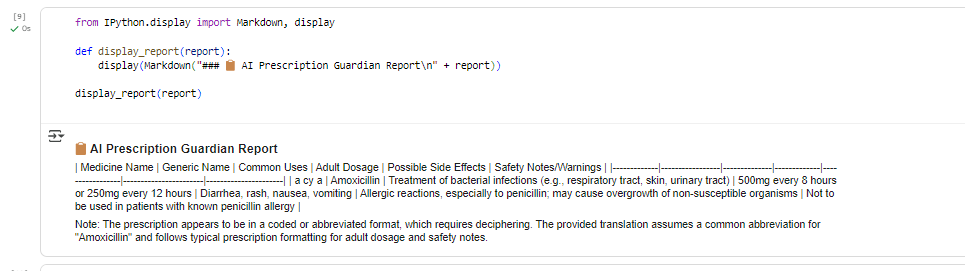 [9]
from IPython.display import Markdown, display
0s
def display_report(report):
display(Markdown("### 📋 AI Prescription Guardian Report\n" + report))
display_report(report)
📋 AI Prescription Guardian Report
| Medicine Name | Generic Name | Common Uses | Adult Dosage | Possible Side Effects | Safety Notes/Warnings | |--------------|------------------|---------------|--------------|----
--------------|------------------------|-----------------------| | a cy a | Amoxicillin | Treatment of bacterial infections (e.g., respiratory tract, skin, urinary tract) | 500mg every 8 hours
or 250mg every 12 hours | Diarrhea, rash, nausea, vomiting | Allergic reactions, especially to penicillin; may cause overgrowth of non-susceptible organisms | Not to
be used in patients with known penicillin allergy |
Note: The prescription appears to be in a coded or abbreviated format, which requires deciphering. The provided translation assumes a common abbreviation for
"Amoxicillin" and follows typical prescription formatting for adult dosage and safety notes.